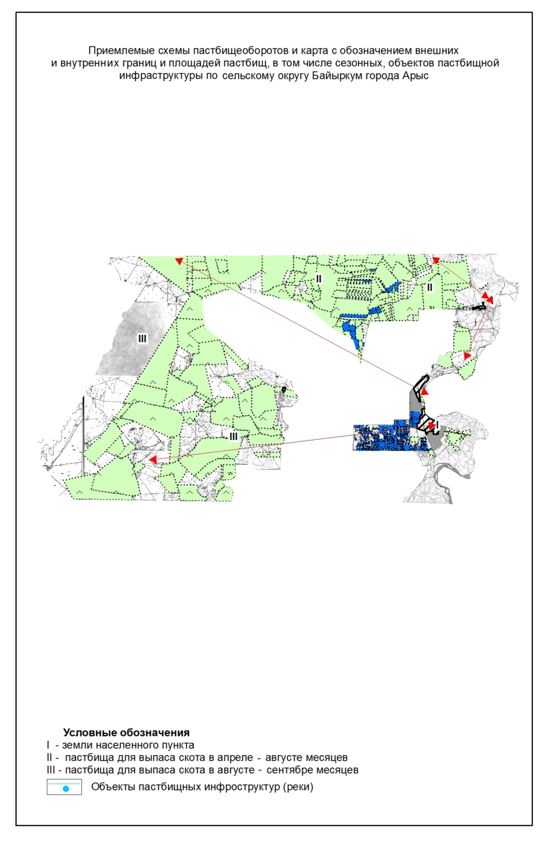 Приемлемые схемы пастбищеоборотов и карта с обозначением внешних
и внутренних границ и площадей пастбищ, в том числе сезонных, объектов пастбищной
инфраструктуры по сельскому округу Байыркум города Арыс
II
II
III
I
III
Условные обозначения
I - земли населенного пункта
II - пастбища для выпаса скота в апреле - августе месяцев
III - пастбища для выпаса скота в августе - сентябре месяцев
Объекты пастбищных инфроструктур (реки)